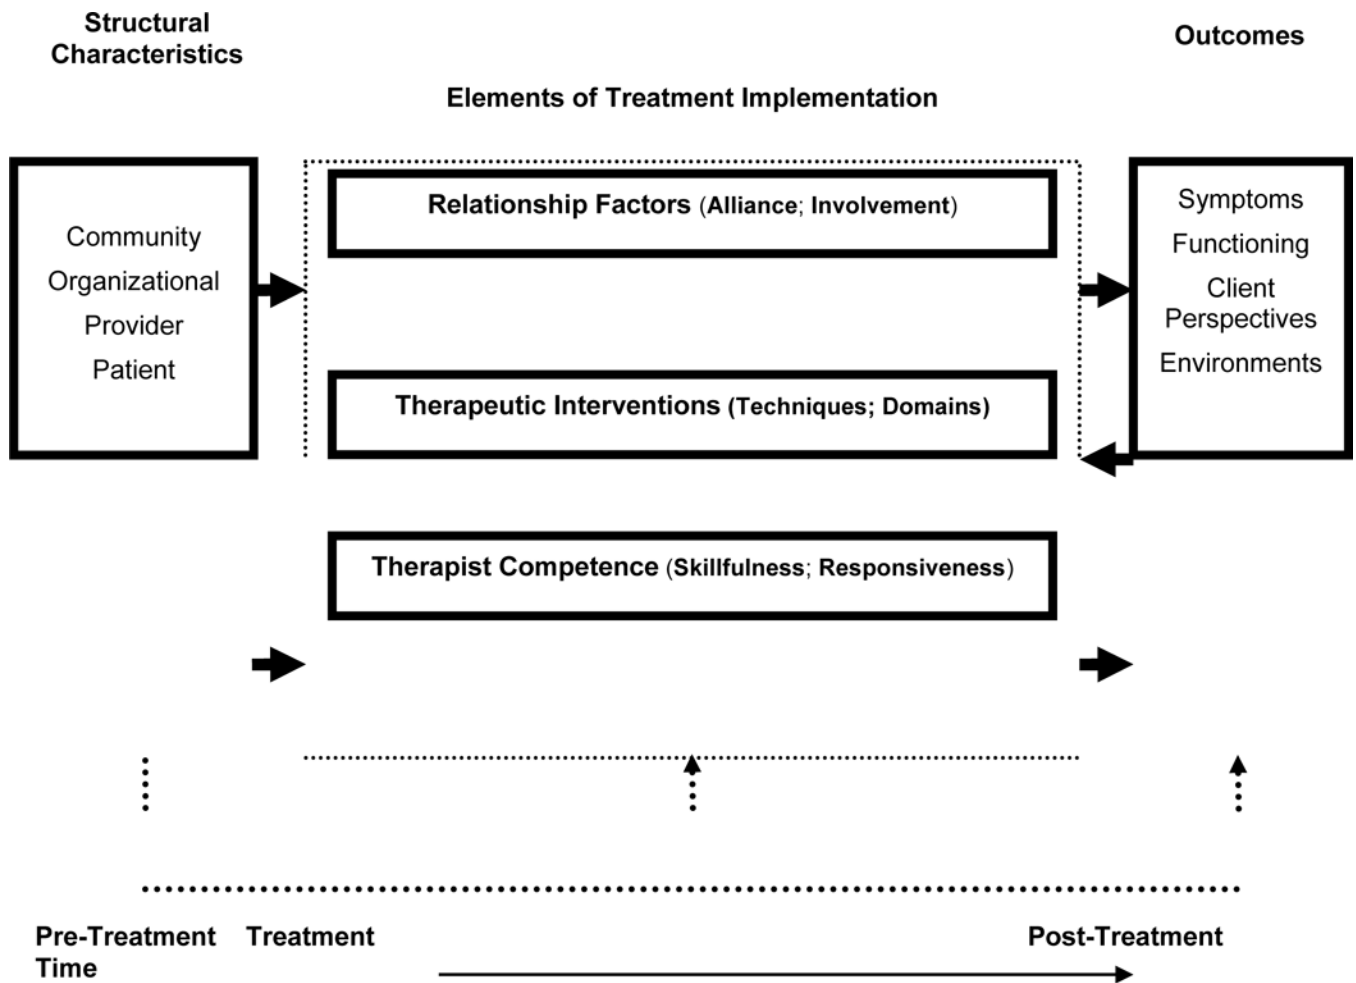 Structural
Characteristics
Outcomes
Elements of Treatment Implementation
Community
Organizational
Provider
Patient
Relationship Factors (Alliance; Involvement)
Therapeutic Interventions (Techniques; Domains)
Therapist Competence (Skillfulness; Responsiveness)
Symptoms
Functioning
Client
Perspectives
Environments
Pre-Treatment Treatment Post-Treatment
Time